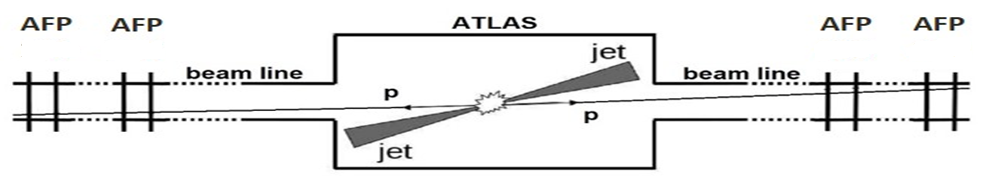 AFP AFP ATLAS AFP AFP
jet
beam line beam line
p
p
jet